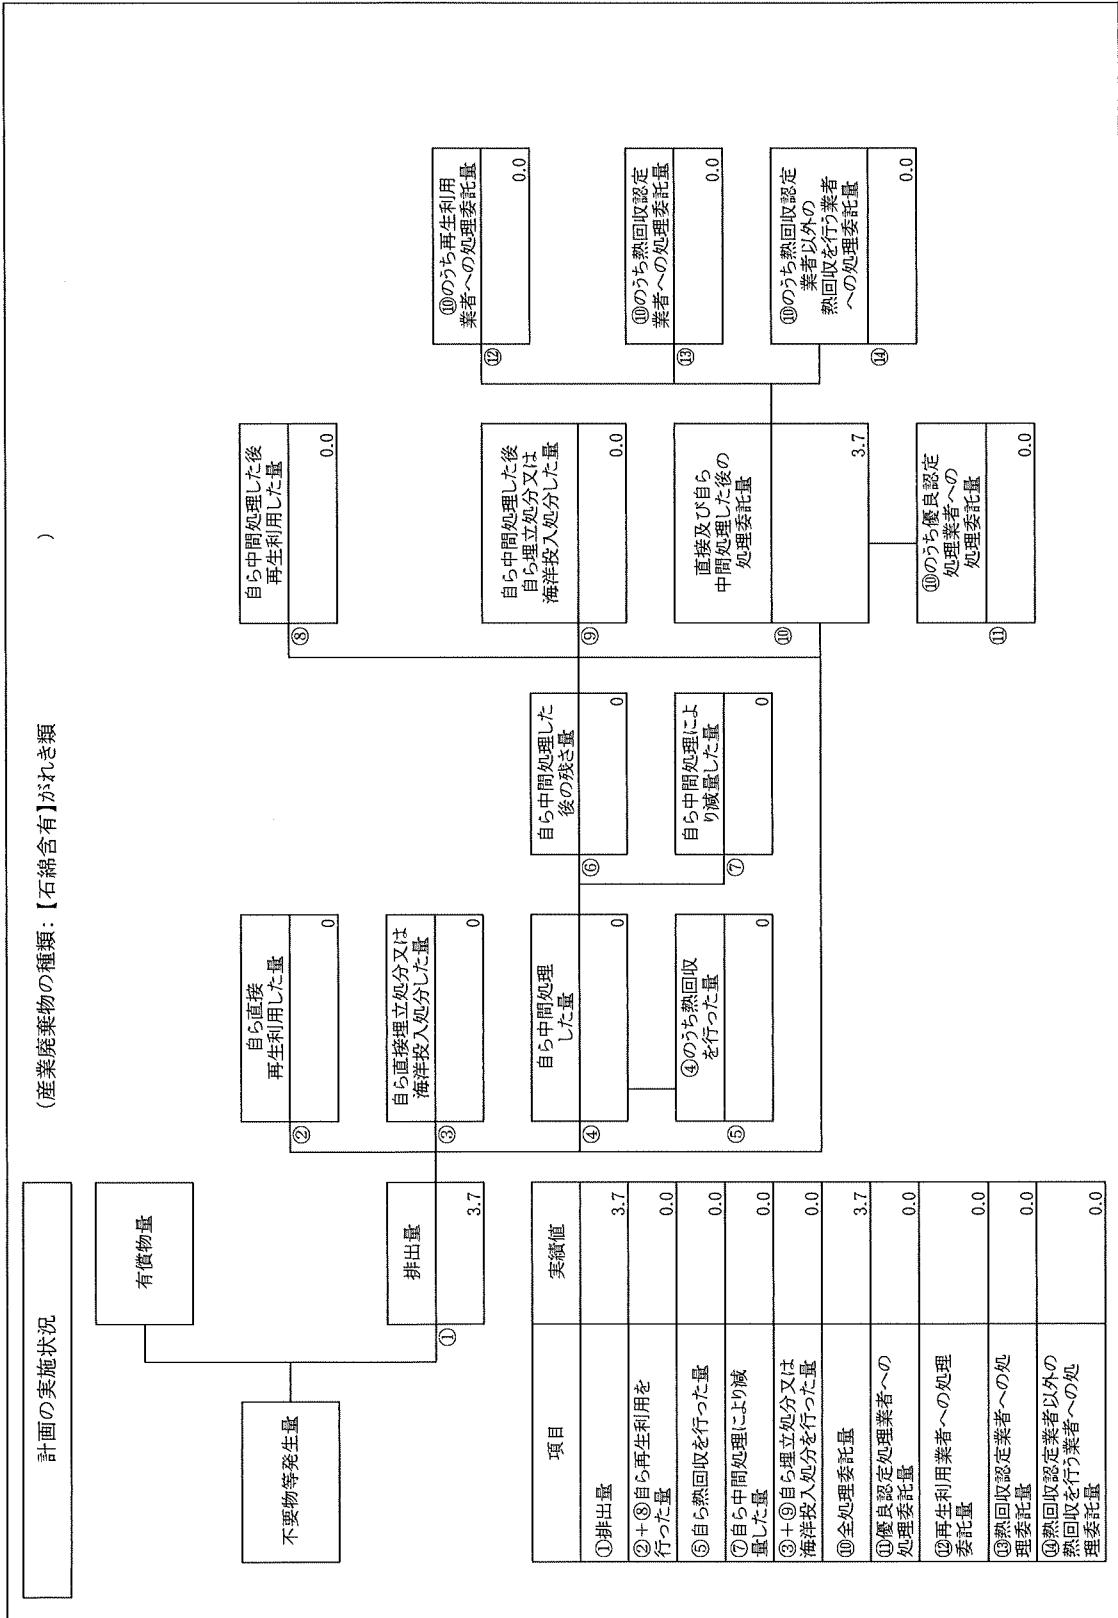 計画の実施状況
(産業廃棄物の種類:【石綿含有】がれき類 )
不要物等発生量
有償物量
①
排出量
3.7
②
自ら直接
再生利用した量
0
③
自ら直接埋立処分又は
海洋投入処分した量
0
④
自ら中間処理
した量
0
⑤
④のうち熱回収
を行った量
0
⑥
自ら中間処理した
後の残さ量
0
⑦
自ら中間処理によ
り減量した量
0
⑧
自ら中間処理した後
再生利用した量
0.0
⑨
自ら中間処理した後
自ら埋立処分又は
海洋投入処分した量
0.0
⑩
直接及び自ら
中間処理した後の
処理委託量
3.7
⑪
⑩のうち優良認定
処理業者への
処理委託量
0.0
⑫
⑩のうち再生利用
業者への処理委託量
0.0
⑬
⑩のうち熱回収認定
業者への処理委託量
0.0
⑭
⑩のうち熱回収認定
業者以外の
熱回収を行う業者
への処理委託量
0.0
項目 実績値
①排出量 3.7
②+⑧自ら再生利用を
行った量 0.0
⑤自ら熱回収を行った量 0.0
⑦自ら中間処理により減
量した量 0.0
③+⑨自ら埋立処分又は
海洋投入処分を行った量 0.0
⑩全処理委託量 3.7
⑪優良認定処理業者への
処理委託量 0.0
⑫再生利用業者への処理
委託量 0.0
⑬熱回収認定業者への処
理委託量 0.0
⑭熱回収認定業者以外の
熱回収を行う業者への処
理委託量 0.0